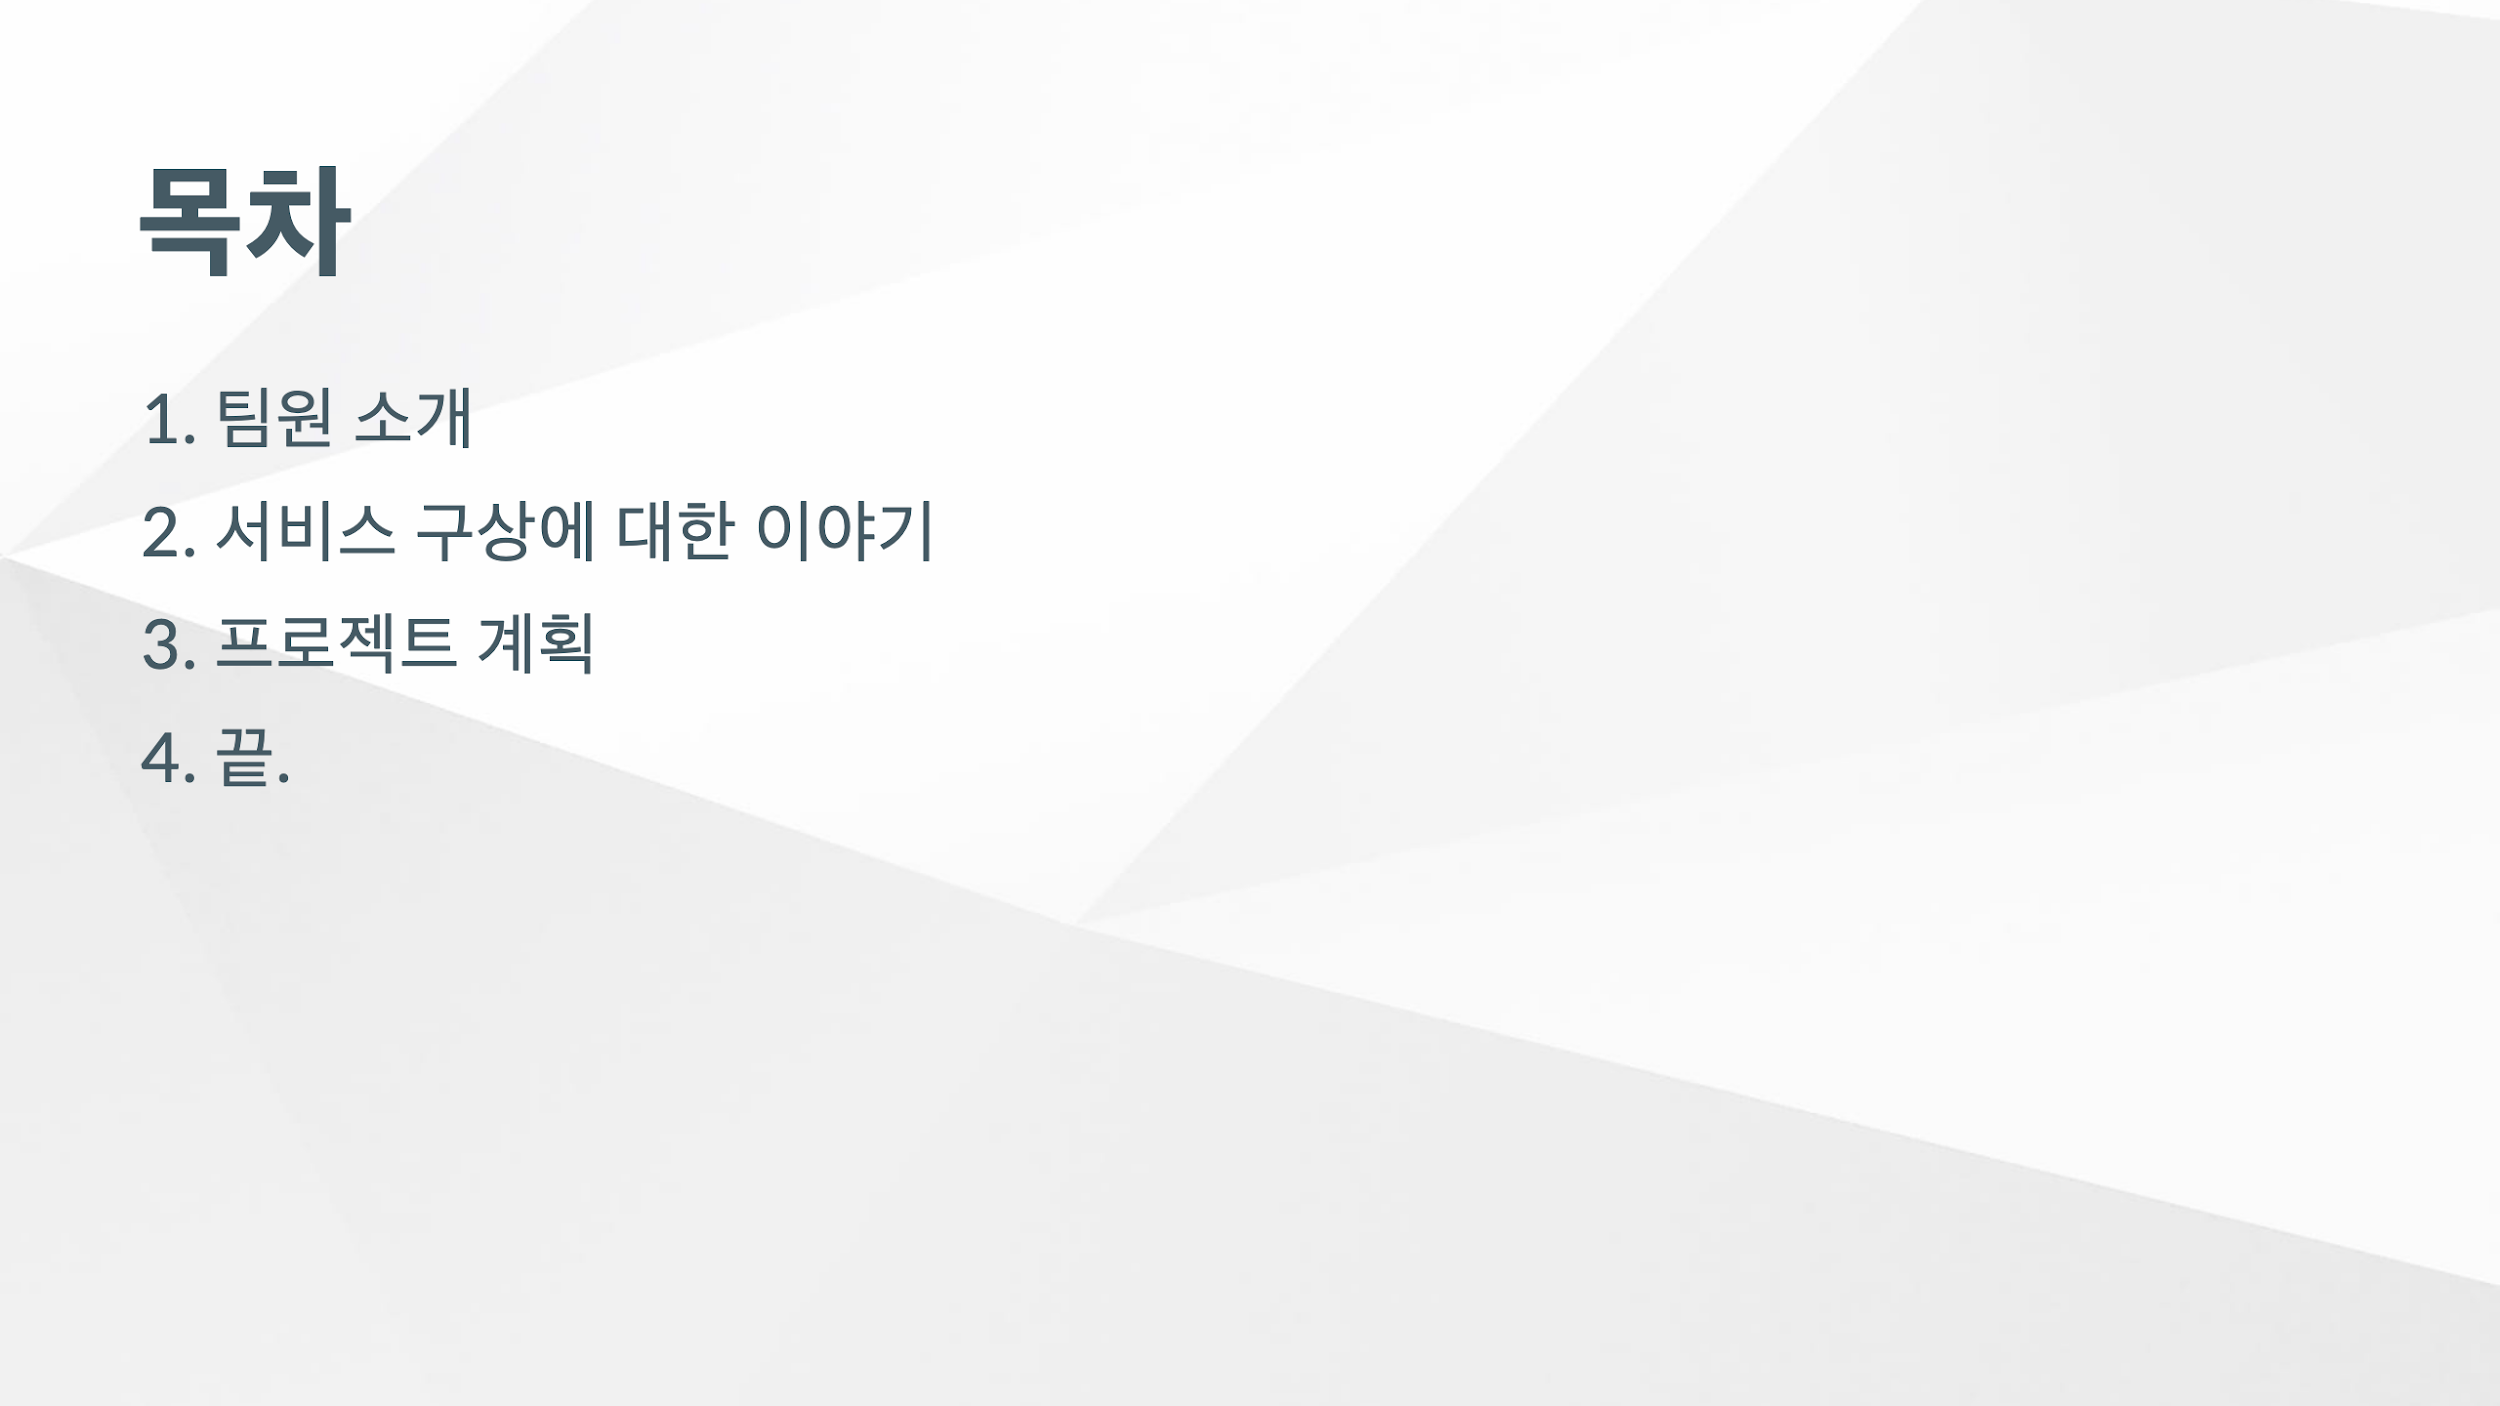 목차
1. 팀원 소개
2. 서비스 구상에 대한 이야기
3. 프로젝트 계획
4. 끝.